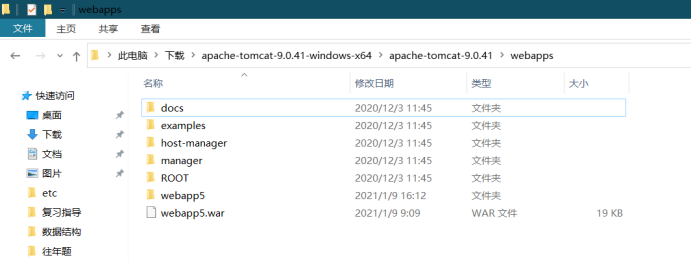 webapps
文件 主页 共享 查看
此电脑 下载 apache-tomcat-9.0.41-windows-x64 apache-tomcat-9.0.41 webapps
名称 修改日期 类型 大小
快速访问
桌面
下载
文档
图片
etc
复习指导
数据结构
往年题
docs 2020/12/3 11:45 文件夹
examples 2020/12/3 11:45 文件夹
host-manager 2020/12/3 11:45 文件夹
manager 2020/12/3 11:45 文件夹
ROOT 2020/12/3 11:45 文件夹
webapp5 2021/1/9 16:12 文件夹
webapp5.war 2021/1/9 9:09 WAR 文件 19 KB